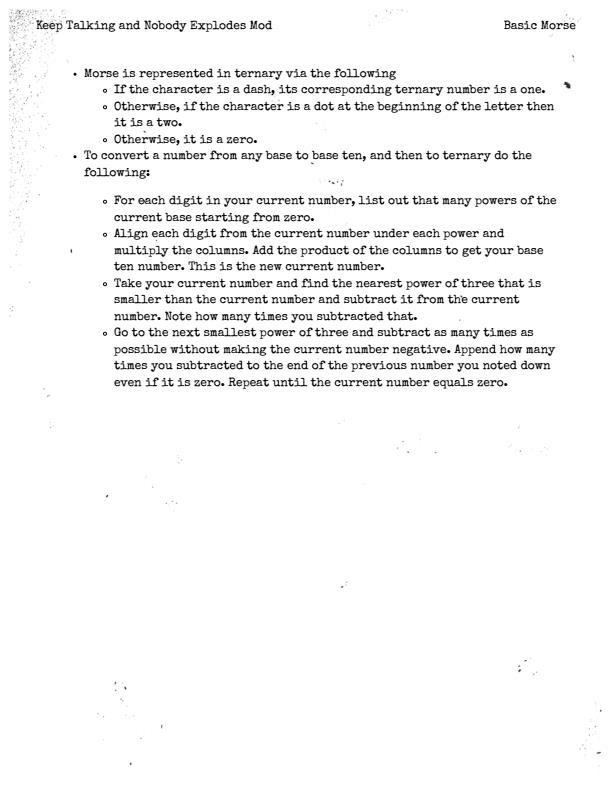 Keep Talking and Nobody Explodes Mod
Basic Morse
• Morse is represented in ternary via the following
◦ If the character is a dash, its corresponding ternary number is a one.
◦ Otherwise, if the character is a dot at the beginning of the letter then
it is a two.
◦ Otherwise, it is a zero.
• To convert a number from any base to base ten, and then to ternary do the
following:
◦ For each digit in your current number, list out that many powers of the
current base starting from zero.
◦ Align each digit from the current number under each power and
multiply the columns. Add the product of the columns to get your base
ten number. This is the new current number.
◦ Take your current number and find the nearest power of three that is
smaller than the current number and subtract it from the current
number. Note how many times you subtracted that.
◦ Go to the next smallest power of three and subtract as many times as
possible without making the current number negative. Append how many
times you subtracted to the end of the previous number you noted down
even if it is zero. Repeat until the current number equals zero.